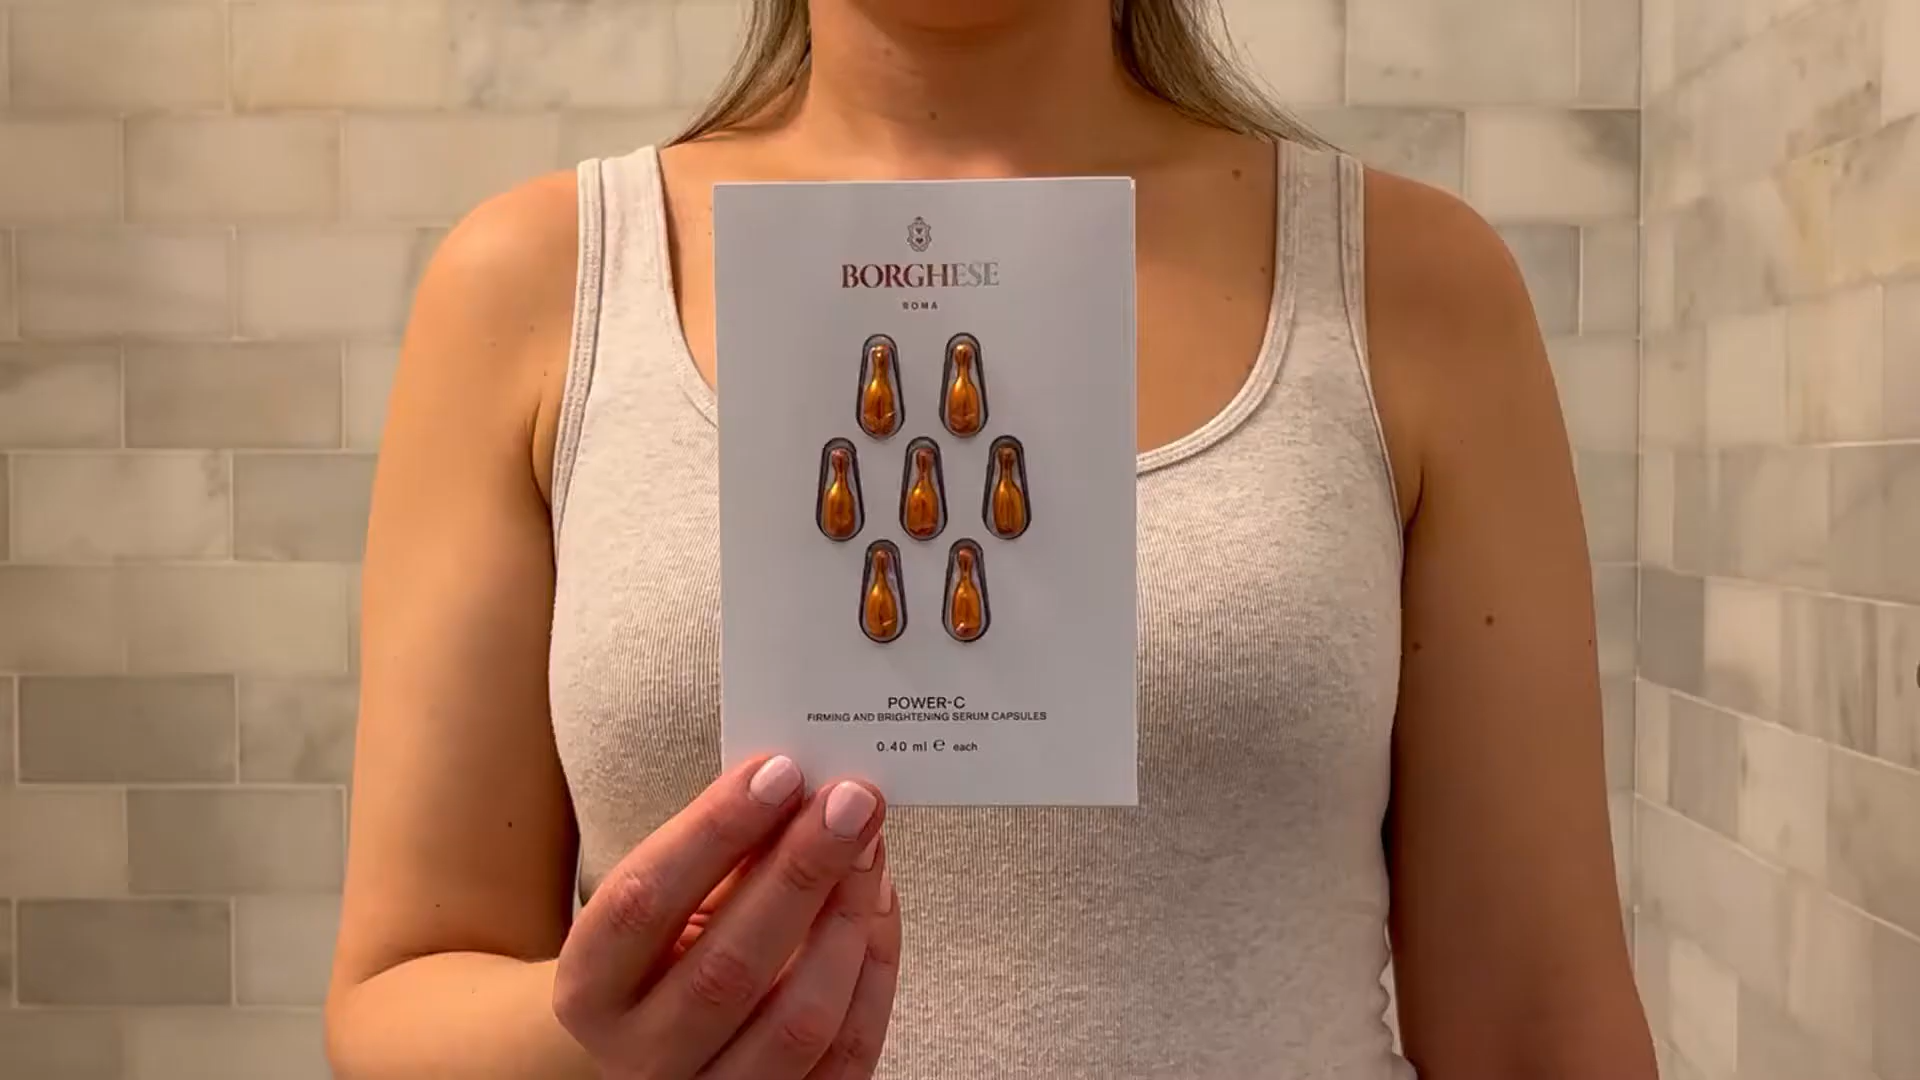 BORGHESE
ROMA
POWER-C
FIRMING AND BRIGHTENING SERUM CAPSULES
0.40 ml ℮ each